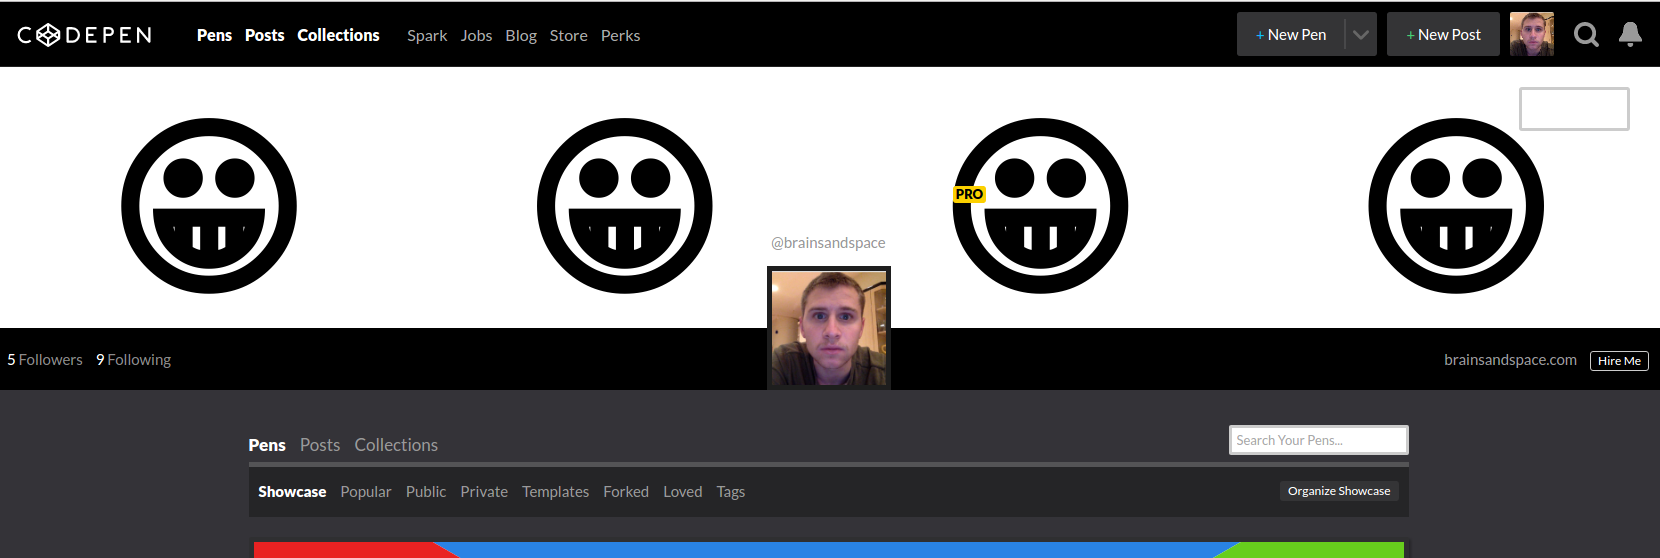 CODEPEN Pens Posts Collections Spark Jobs Blog Store Perks + New Pen + New Post
PRO
@brainsandspace
5 Followers 9 Following brainsandspace.com Hire Me
Pens Posts Collections Search Your Pens...
Showcase Popular Public Private Templates Forked Loved Tags Organize Showcase